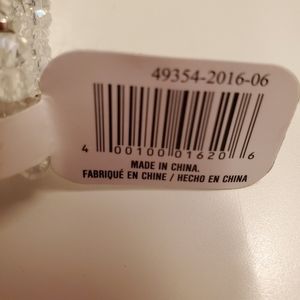 49354-2016-06
4 00100 01620 6
MADE IN CHINA.
FABRIQUÉ EN CHINE / HECHO EN CHINA